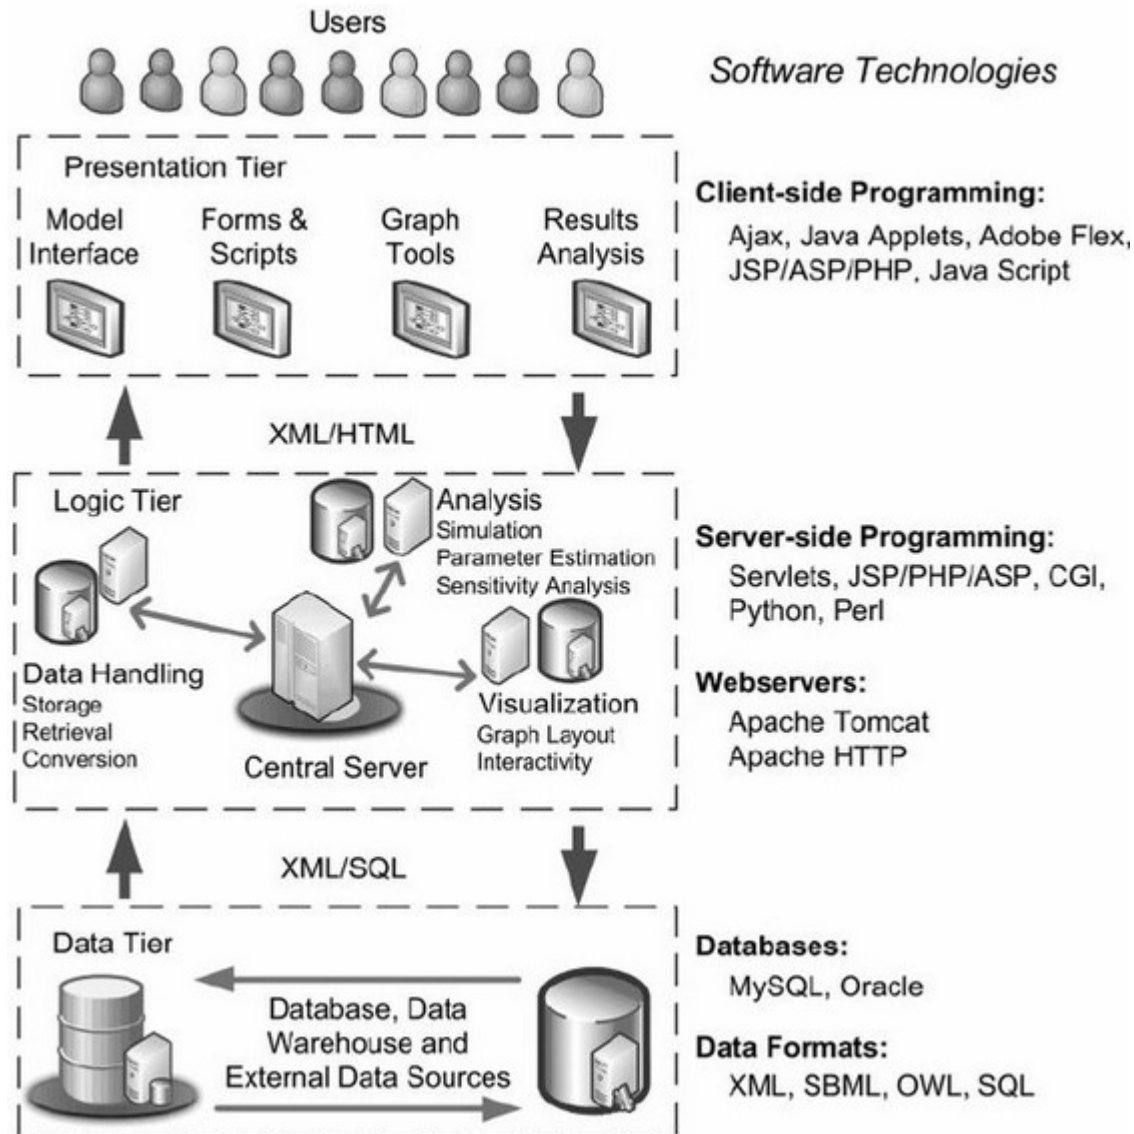 Users
Software Technologies
Presentation Tier
Model
Interface
Forms &
Scripts
Graph
Tools
Results
Analysis
Client-side Programming:
Ajax, Java Applets, Adobe Flex,
JSP/ASP/PHP, Java Script
XML/HTML
Logic Tier
Analysis
Simulation
Parameter Estimation
Sensitivity Analysis
Data Handling
Storage
Retrieval
Conversion
Central Server
Visualization
Graph Layout
Interactivity
Server-side Programming:
Servlets, JSP/PHP/ASP, CGI,
Python, Perl
Webservers:
Apache Tomcat
Apache HTTP
XML/SQL
Data Tier
Database, Data
Warehouse and
External Data Sources
Databases:
MySQL, Oracle
Data Formats:
XML, SBML, OWL, SQL